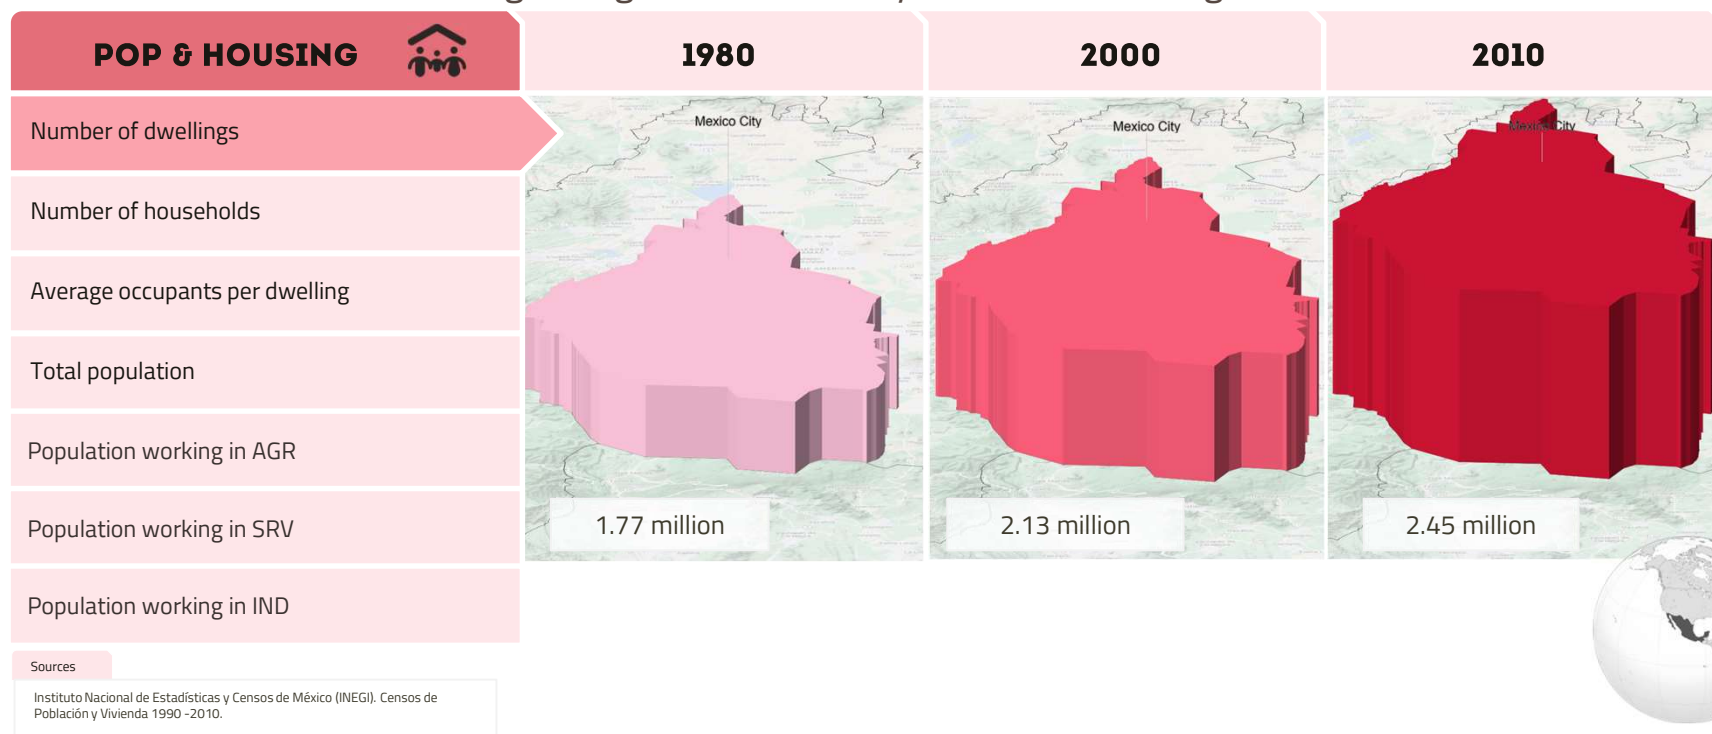 POP & HOUSING
1980
2000
2010
Number of dwellings
Number of households
Average occupants per dwelling
Total population
Population working in AGR
Population working in SRV
Population working in IND
Mexico City
Mexico City
Mexico City
1.77 million
2.13 million
2.45 million
Sources
Instituto Nacional de Estadísticas y Censos de México (INEGI). Censos de
Población y Vivienda 1990 -2010.